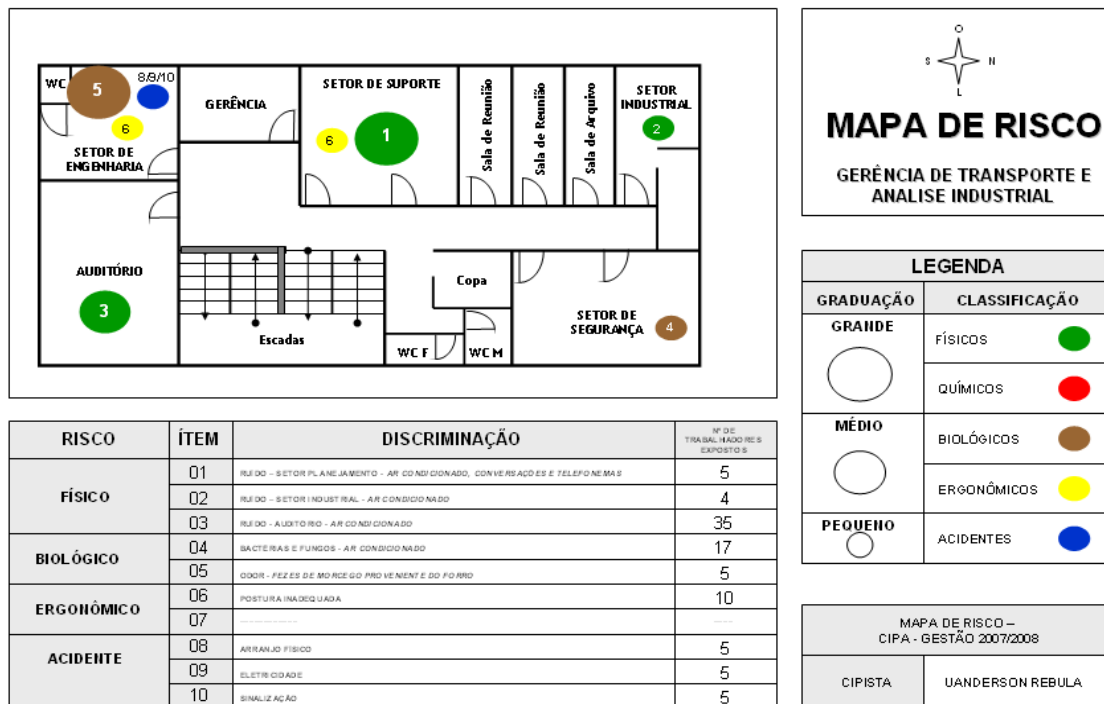 WC
5
8/9/10
6
SETOR DE
ENGENHARIA
GERÊNCIA
SETOR DE SUPORTE
6
1
Sala de Reunião
Sala de Reunião
Sala de Arquivo
SETOR
INDUSTRIAL
2
AUDITÓRIO
3
Escadas
Copa
WC F
WC M
SETOR DE
SEGURANÇA
4
O
S
N
L
MAPA DE RISCO
GERÊNCIA DE TRANSPORTE E
ANALISE INDUSTRIAL
LEGENDA
GRADUAÇÃO CLASSIFICAÇÃO
GRANDE
FÍSICOS
QUÍMICOS
MÉDIO
BIOLÓGICOS
ERGONÔMICOS
PEQUENO
ACIDENTES
RISCO ÍTEM DISCRIMINAÇÃO Nº DE
TRABALHADORES
EXPOSTOS
FÍSICO
01 RUÍDO – SETOR PLANEJAMENTO - AR CONDICIONADO, CONVERSAÇÕES E TELEFONEMAS 5
02 RUÍDO – SETOR INDUSTRIAL - AR CONDICIONADO 4
03 RUÍDO - AUDITÓRIO - AR CONDICIONADO 35
BIOLÓGICO
04 BACTÉRIAS E FUNGOS - AR CONDICIONADO 17
05 ODOR - FEZES DE MORCEGO PROVENIENTE DO FORRO 5
ERGONÔMICO
06 POSTURA INADEQUADA 10
07 ------------ ----
ACIDENTE
08 ARRANJO FÍSICO 5
09 ELETRICIDADE 5
10 SINALIZAÇÃO 5
MAPA DE RISCO –
CIPA - GESTÃO 2007/2008
CIPISTA UANDERSON REBULA